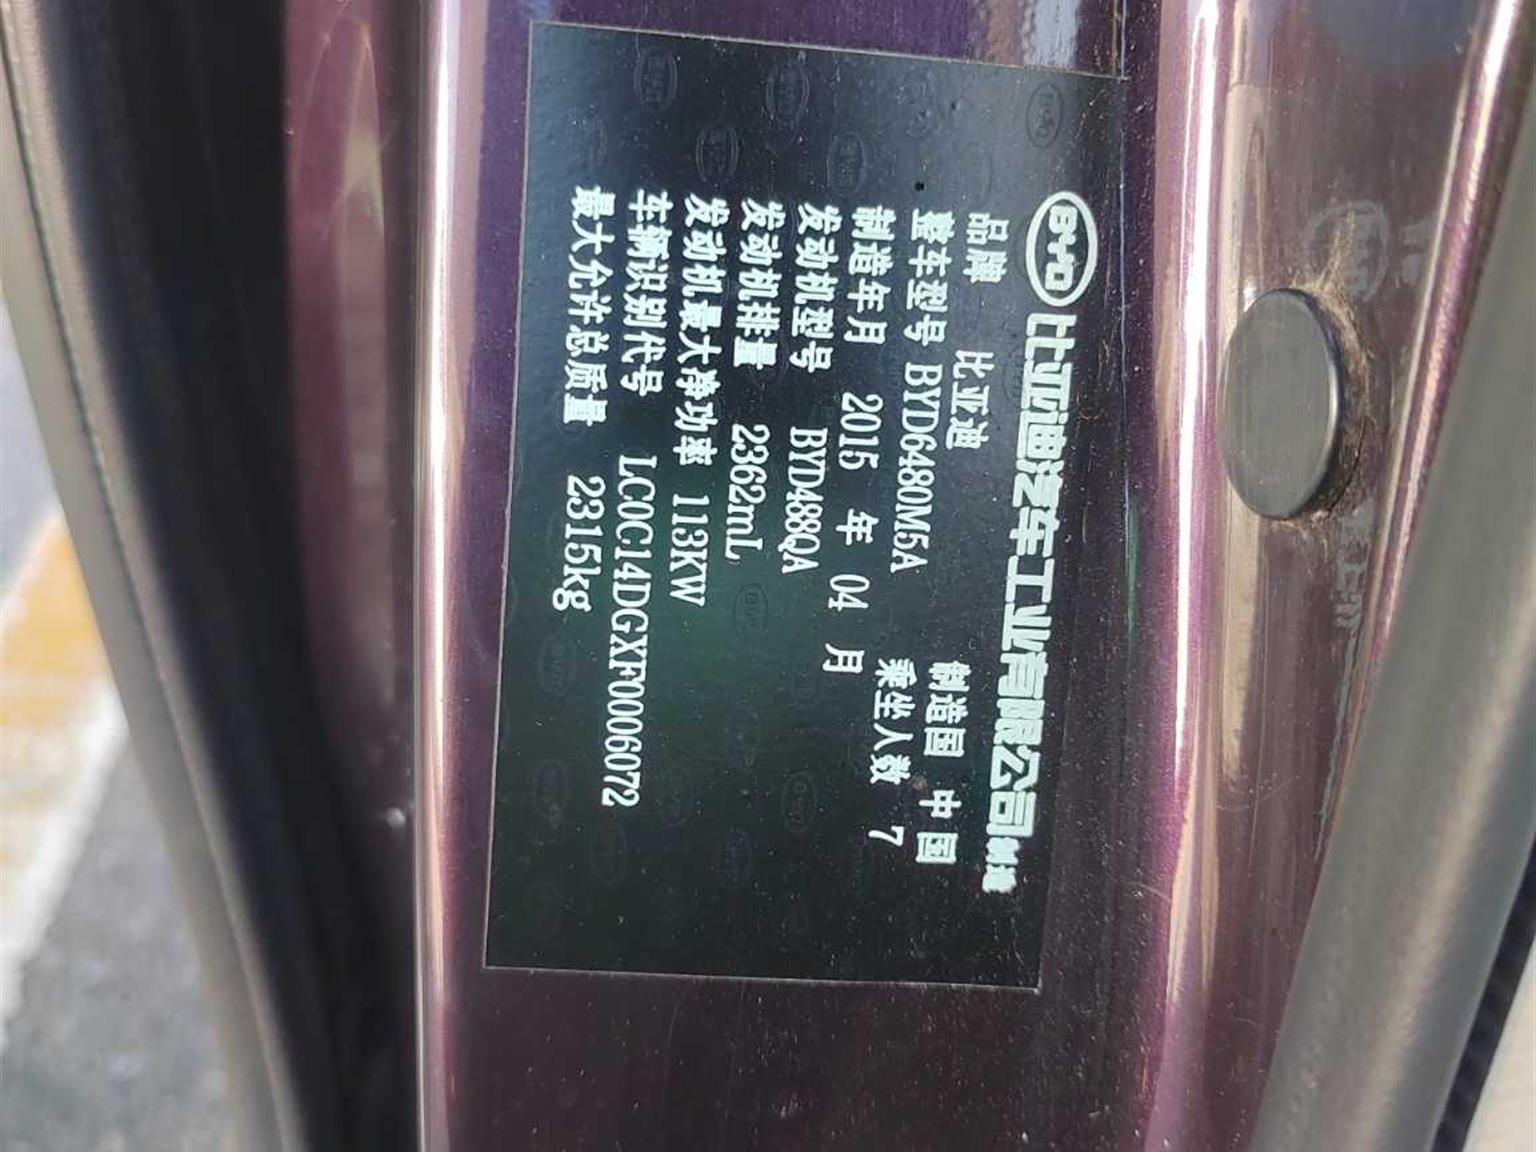 BYD 比亚迪汽车工业有限公司 制造
品牌 比亚迪 制造国 中国
整车型号 BYD6480M5A 乘坐人数 7
制造年月 2015 年 04 月
发动机型号 BYD488QA
发动机排量 2362mL
发动机最大净功率 113KW
车辆识别代号 LC0C14DGXF0006072
最大允许总质量 2315kg